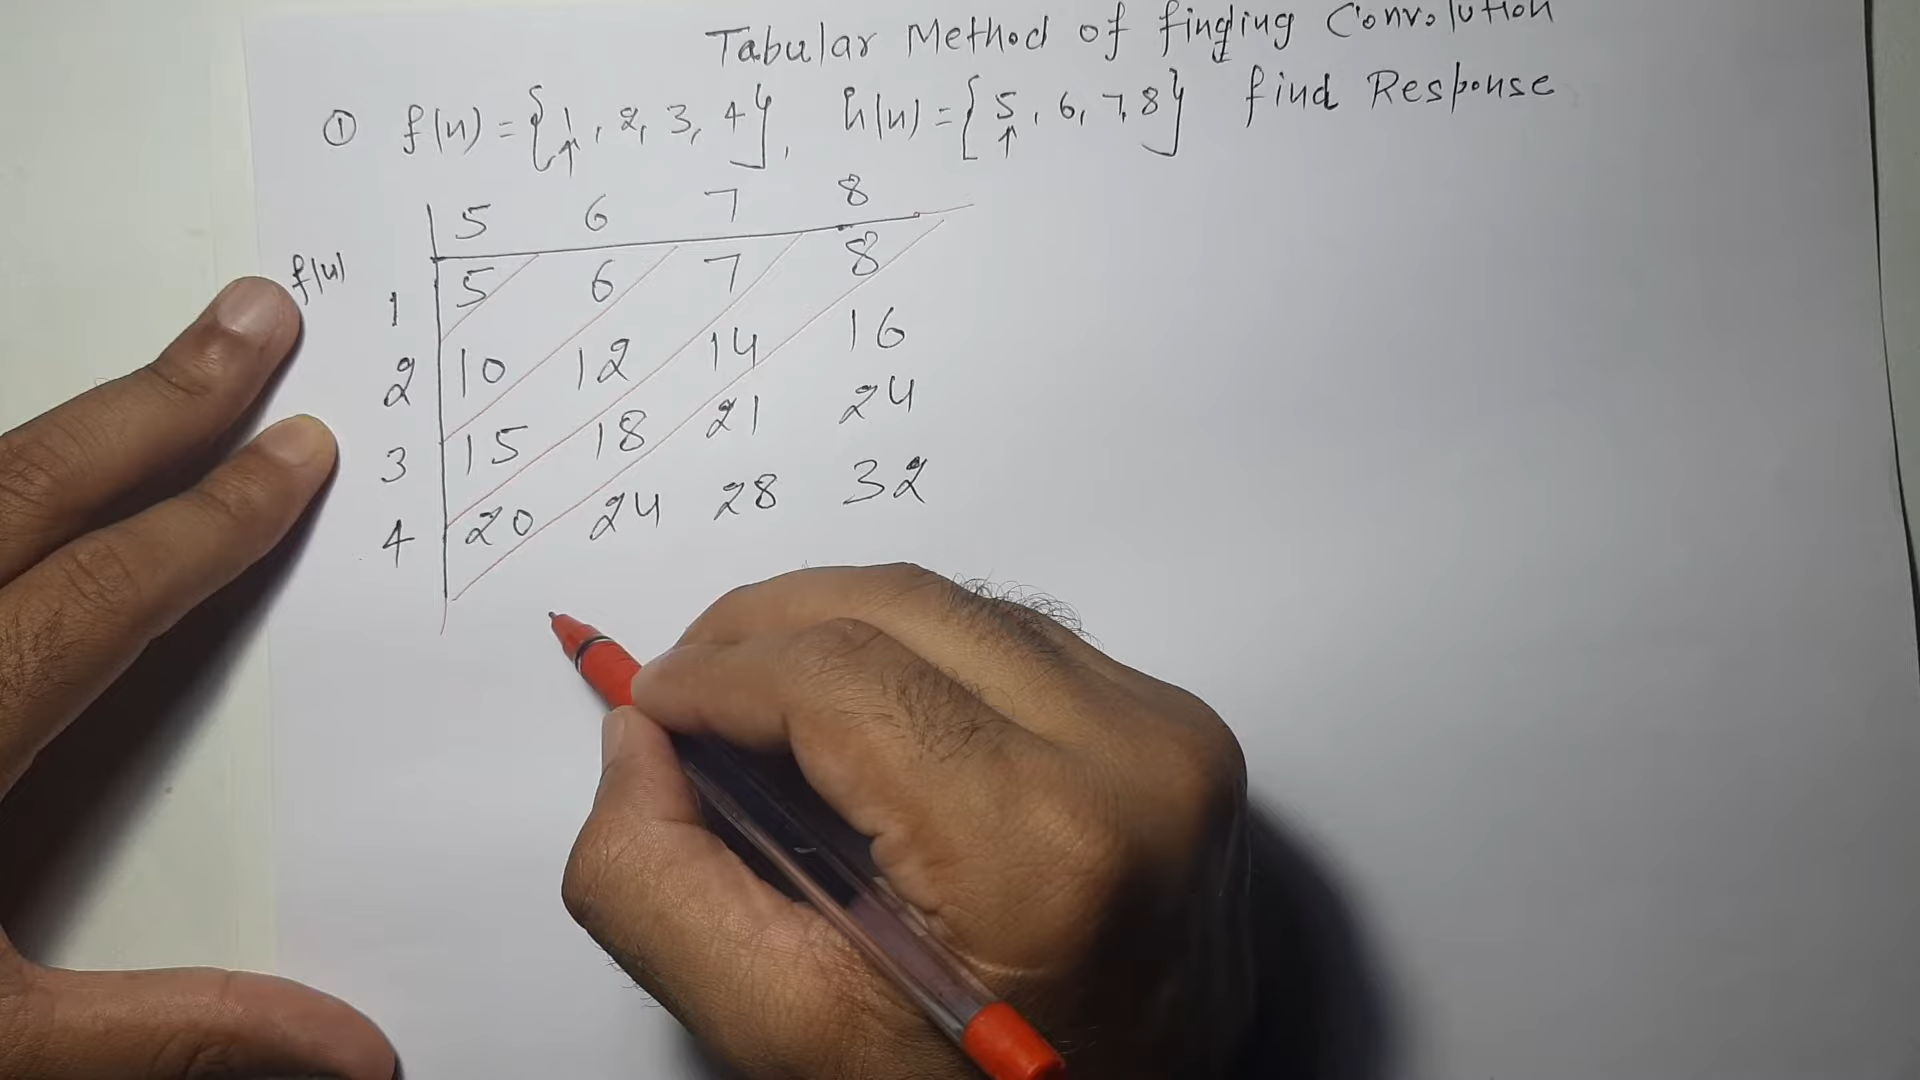 Tabular Method of finding Convolution
① f(n) = {1, 2, 3, 4}, h(n) = {5, 6, 7, 8} find Response
↑ ↑
5 6 7 8
f(n)
1 5 6 7 8
2 10 12 14 16
3 15 18 21 24
4 20 24 28 32